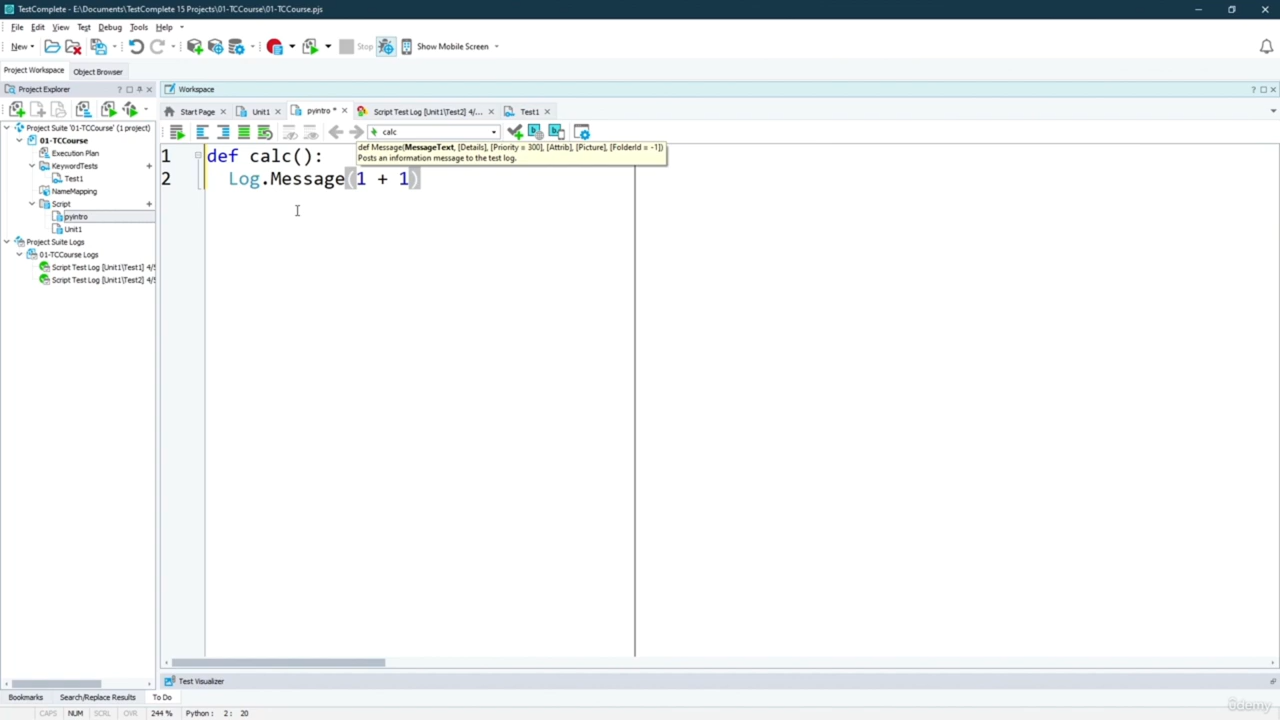 TestComplete - E:\Documents\TestComplete 15 Projects\01-TCCourse\01-TCCourse.pjs
File Edit View Test Debug Tools Help
New Stop Show Mobile Screen
Project Workspace Object Browser
Project Explorer
Workspace
Start Page Unit1 pyintro * Script Test Log [Unit1\Test2] 4/... Test1
calc
Project Suite '01-TCCourse' (1 project)
01-TCCourse
Execution Plan
KeywordTests
Test1
NameMapping
Script
pyintro
Unit1
Project Suite Logs
01-TCCourse Logs
Script Test Log [Unit1\Test1] 4/5
Script Test Log [Unit1\Test2] 4/5
def Message(MessageText, [Details], [Priority = 300], [Attrib], [Picture], [FolderId = -1])
Posts an information message to the test log.
1 def calc():
2 Log.Message(1 + 1)
Test Visualizer
Bookmarks Search/Replace Results To Do
CAPS NUM SCRL OVR 244 % Python : 2 : 20
ûdemy